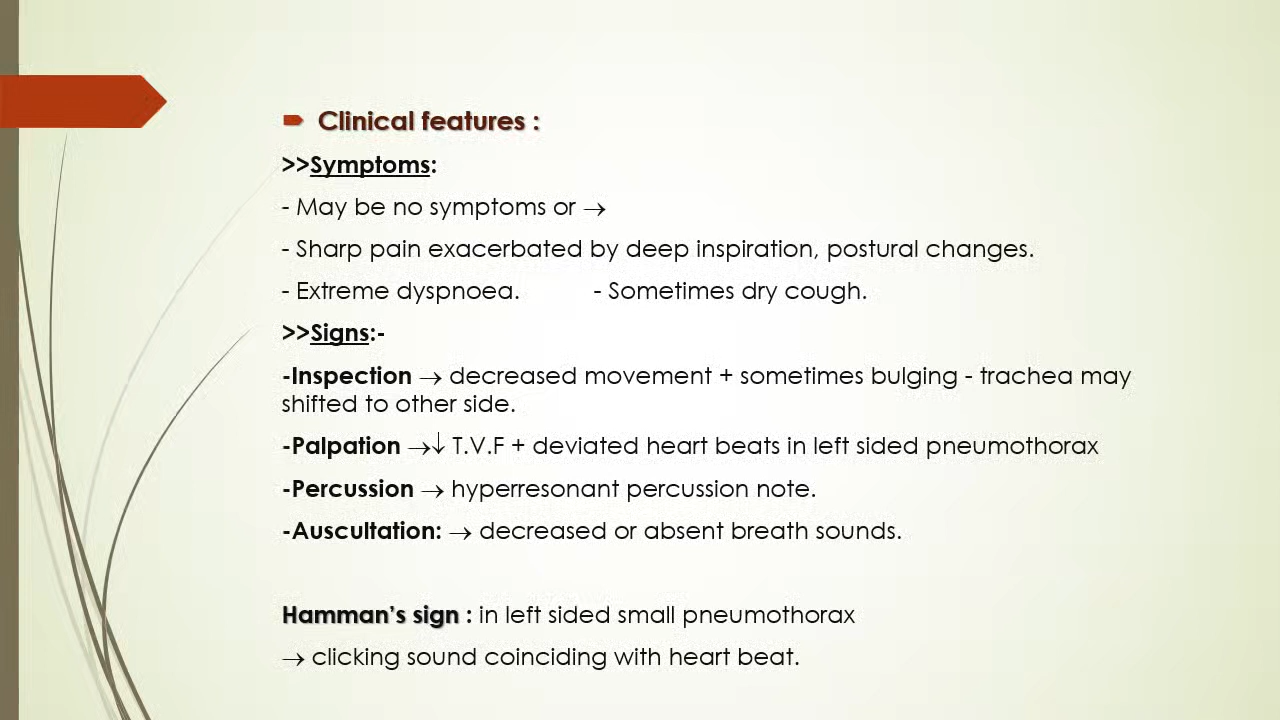 Clinical features :
>>Symptoms:
- May be no symptoms or →
- Sharp pain exacerbated by deep inspiration, postural changes.
- Extreme dyspnoea. - Sometimes dry cough.
>>Signs:-
-Inspection → decreased movement + sometimes bulging - trachea may
shifted to other side.
-Palpation →↓ T.V.F + deviated heart beats in left sided pneumothorax
-Percussion → hyperresonant percussion note.
-Auscultation: → decreased or absent breath sounds.
Hamman's sign : in left sided small pneumothorax
→ clicking sound coinciding with heart beat.